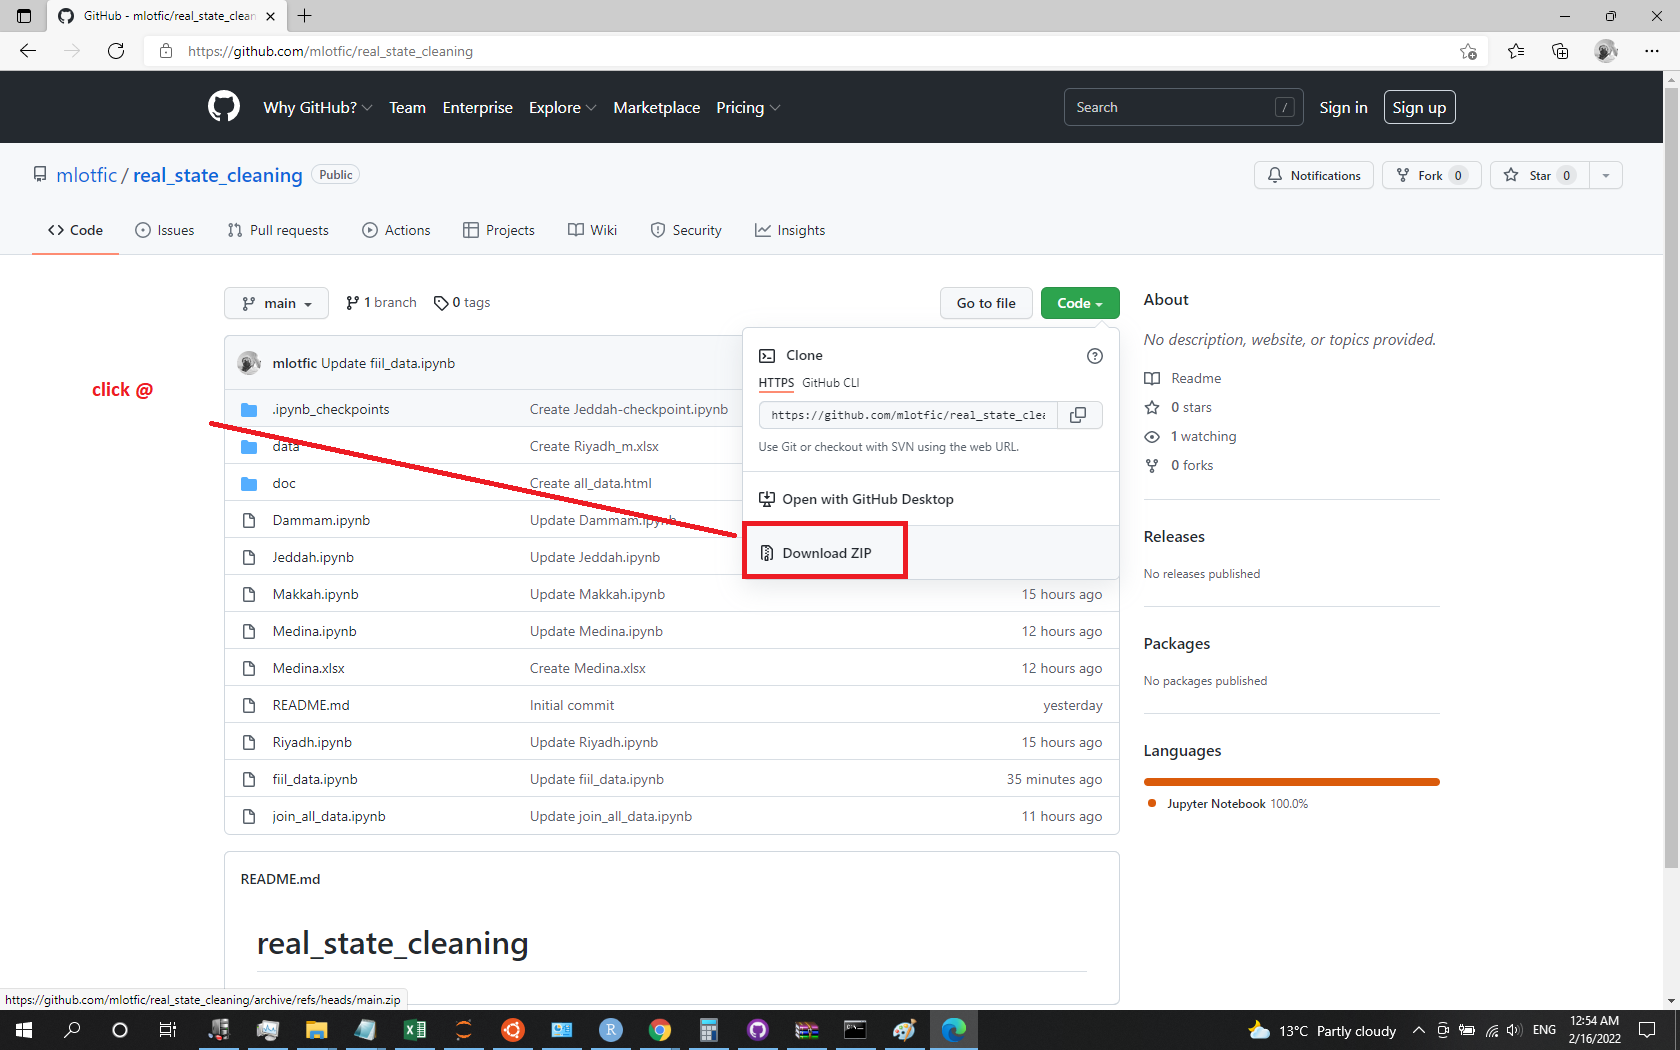 GitHub - mlotfic/real_state_clean
https://github.com/mlotfic/real_state_cleaning
Why GitHub? Team Enterprise Explore Marketplace Pricing Search / Sign in Sign up
mlotfic / real_state_cleaning Public
Notifications Fork 0 Star 0
Code Issues Pull requests Actions Projects Wiki Security Insights
main 1 branch 0 tags Go to file Code
mlotfic Update fiil_data.ipynb
click @
.ipynb_checkpoints Create Jeddah-checkpoint.ipynb
data Create Riyadh_m.xlsx
doc Create all_data.html
Dammam.ipynb Update Dammam.ipynb
Jeddah.ipynb Update Jeddah.ipynb
Makkah.ipynb Update Makkah.ipynb 15 hours ago
Medina.ipynb Update Medina.ipynb 12 hours ago
Medina.xlsx Create Medina.xlsx 12 hours ago
README.md Initial commit yesterday
Riyadh.ipynb Update Riyadh.ipynb 15 hours ago
fiil_data.ipynb Update fiil_data.ipynb 35 minutes ago
join_all_data.ipynb Update join_all_data.ipynb 11 hours ago
Clone
HTTPS GitHub CLI
https://github.com/mlotfic/real_state_clea
Use Git or checkout with SVN using the web URL.
Open with GitHub Desktop
Download ZIP
About
No description, website, or topics provided.
Readme
0 stars
1 watching
0 forks
Releases
No releases published
Packages
No packages published
Languages
Jupyter Notebook 100.0%
README.md
real_state_cleaning
https://github.com/mlotfic/real_state_cleaning/archive/refs/heads/main.zip
13°C Partly cloudy ENG 12:54 AM
2/16/2022